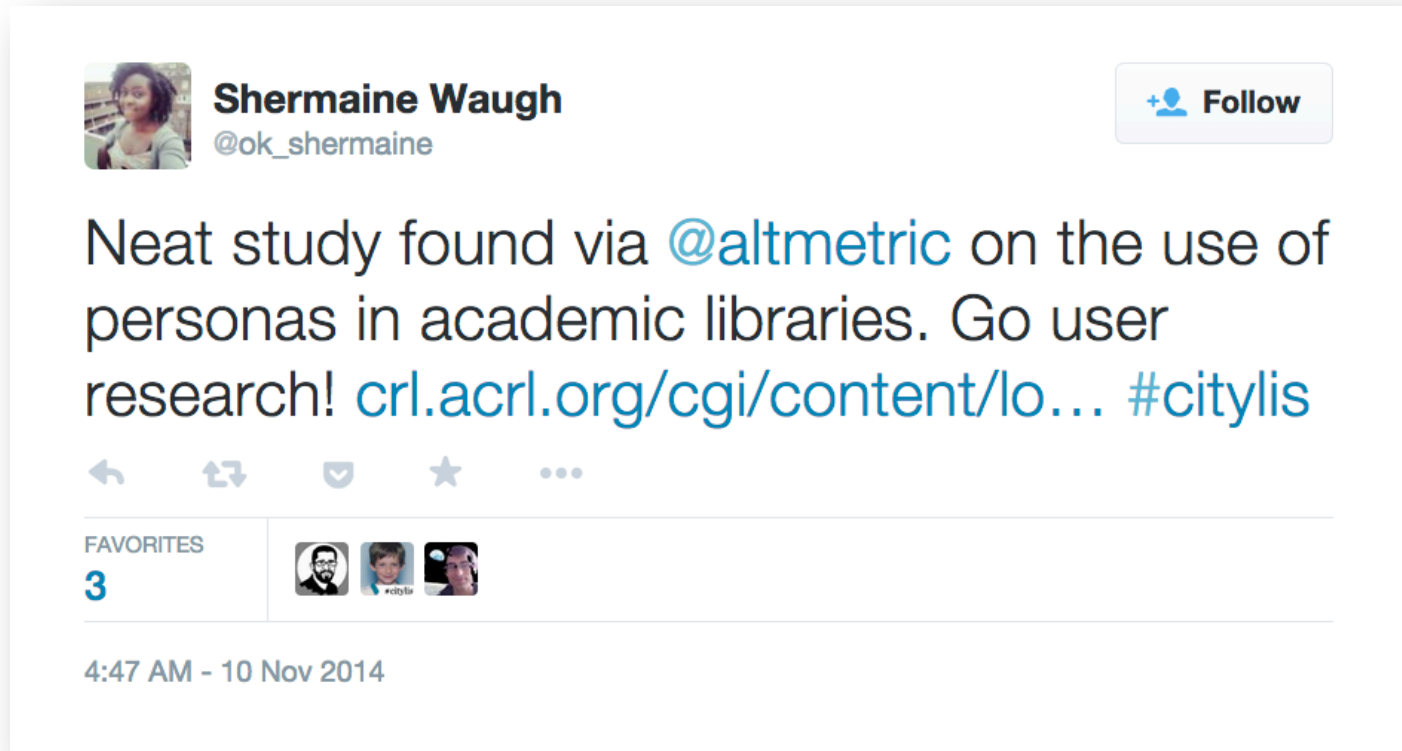 Shermaine Waugh
@ok_shermaine
Follow
Neat study found via @altmetric on the use of
personas in academic libraries. Go user
research! crl.acrl.org/cgi/content/lo… #citylis
FAVORITES
3
#citylis
4:47 AM - 10 Nov 2014